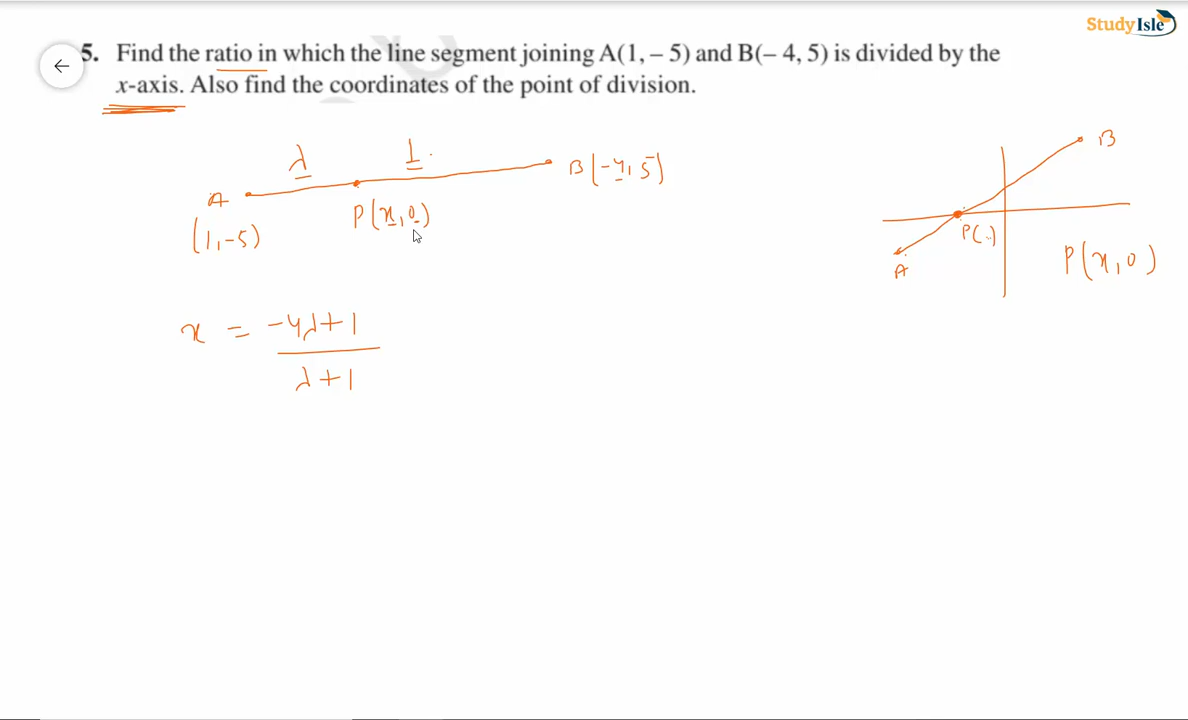 StudyIsle
5. Find the ratio in which the line segment joining A(1, – 5) and B(– 4, 5) is divided by the
x-axis. Also find the coordinates of the point of division.
λ 1
A B(-4,5)
(1,-5) P(x,0)
B
P(..)
A P(x,0)
x = -4λ+1
λ+1